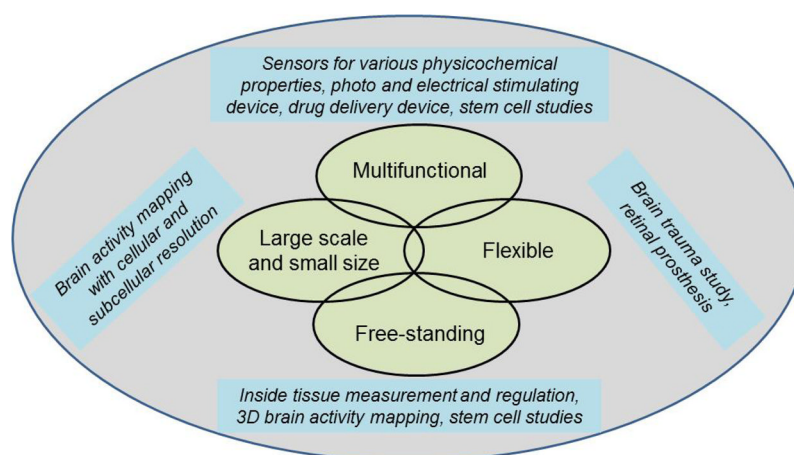 Sensors for various physicochemical
properties, photo and electrical stimulating
device, drug delivery device, stem cell studies
Multifunctional
Brain activity mapping
with cellular and
subcellular resolution
Large scale
and small size
Flexible
Brain trauma study,
retinal prosthesis
Free-standing
Inside tissue measurement and regulation,
3D brain activity mapping, stem cell studies